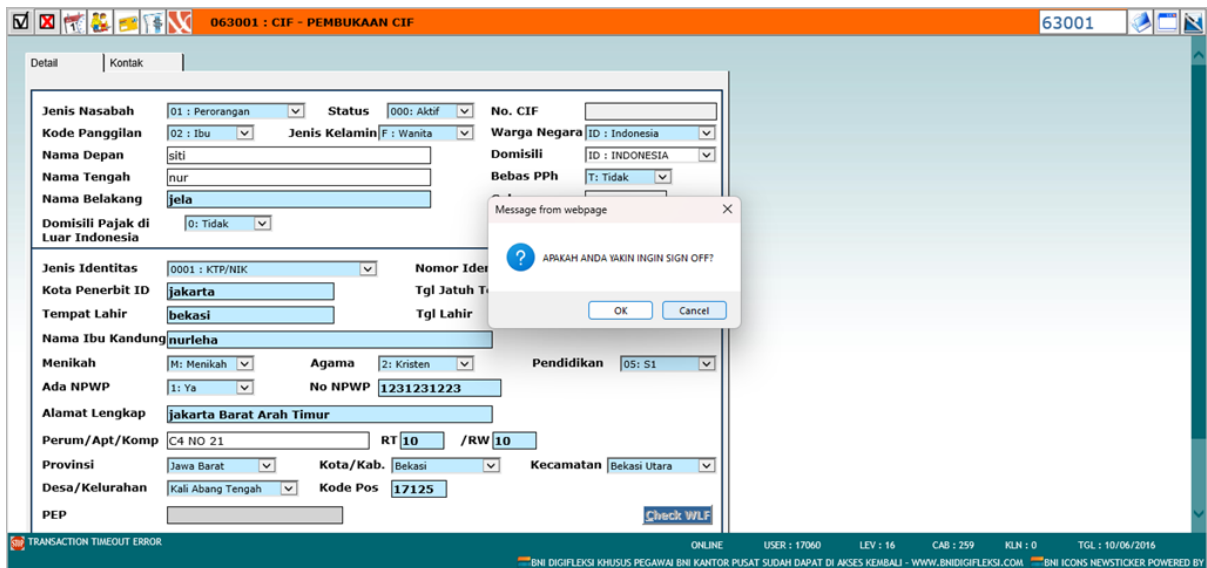 063001 : CIF - PEMBUKAAN CIF 63001
Detail Kontak
Jenis Nasabah 01 : Perorangan Status 000: Aktif No. CIF
Kode Panggilan 02 : Ibu Jenis Kelamin F : Wanita Warga Negara ID : Indonesia
Nama Depan siti Domisili ID : INDONESIA
Nama Tengah nur Bebas PPh T: Tidak
Nama Belakang jela
Message from webpage
Domisili Pajak di 0: Tidak
Luar Indonesia
APAKAH ANDA YAKIN INGIN SIGN OFF?
Jenis Identitas 0001 : KTP/NIK Nomor Iden
Kota Penerbit ID jakarta Tgl Jatuh T
Tempat Lahir bekasi Tgl Lahir
OK Cancel
Nama Ibu Kandung nurleha
Menikah M: Menikah Agama 2: Kristen Pendidikan 05: S1
Ada NPWP 1: Ya No NPWP 1231231223
Alamat Lengkap jakarta Barat Arah Timur
Perum/Apt/Komp C4 NO 21 RT 10 /RW 10
Provinsi Jawa Barat Kota/Kab. Bekasi Kecamatan Bekasi Utara
Desa/Kelurahan Kali Abang Tengah Kode Pos 17125
PEP Check WLF
STOP TRANSACTION TIMEOUT ERROR ONLINE USER : 17060 LEV : 16 CAB : 259 KLN : 0 TGL : 10/06/2016
BNI DIGIFLEKSI KHUSUS PEGAWAI BNI KANTOR PUSAT SUDAH DAPAT DI AKSES KEMBALI - WWW.BNIDIGIFLEKSI.COM BNI ICONS NEWSTICKER POWERED BY